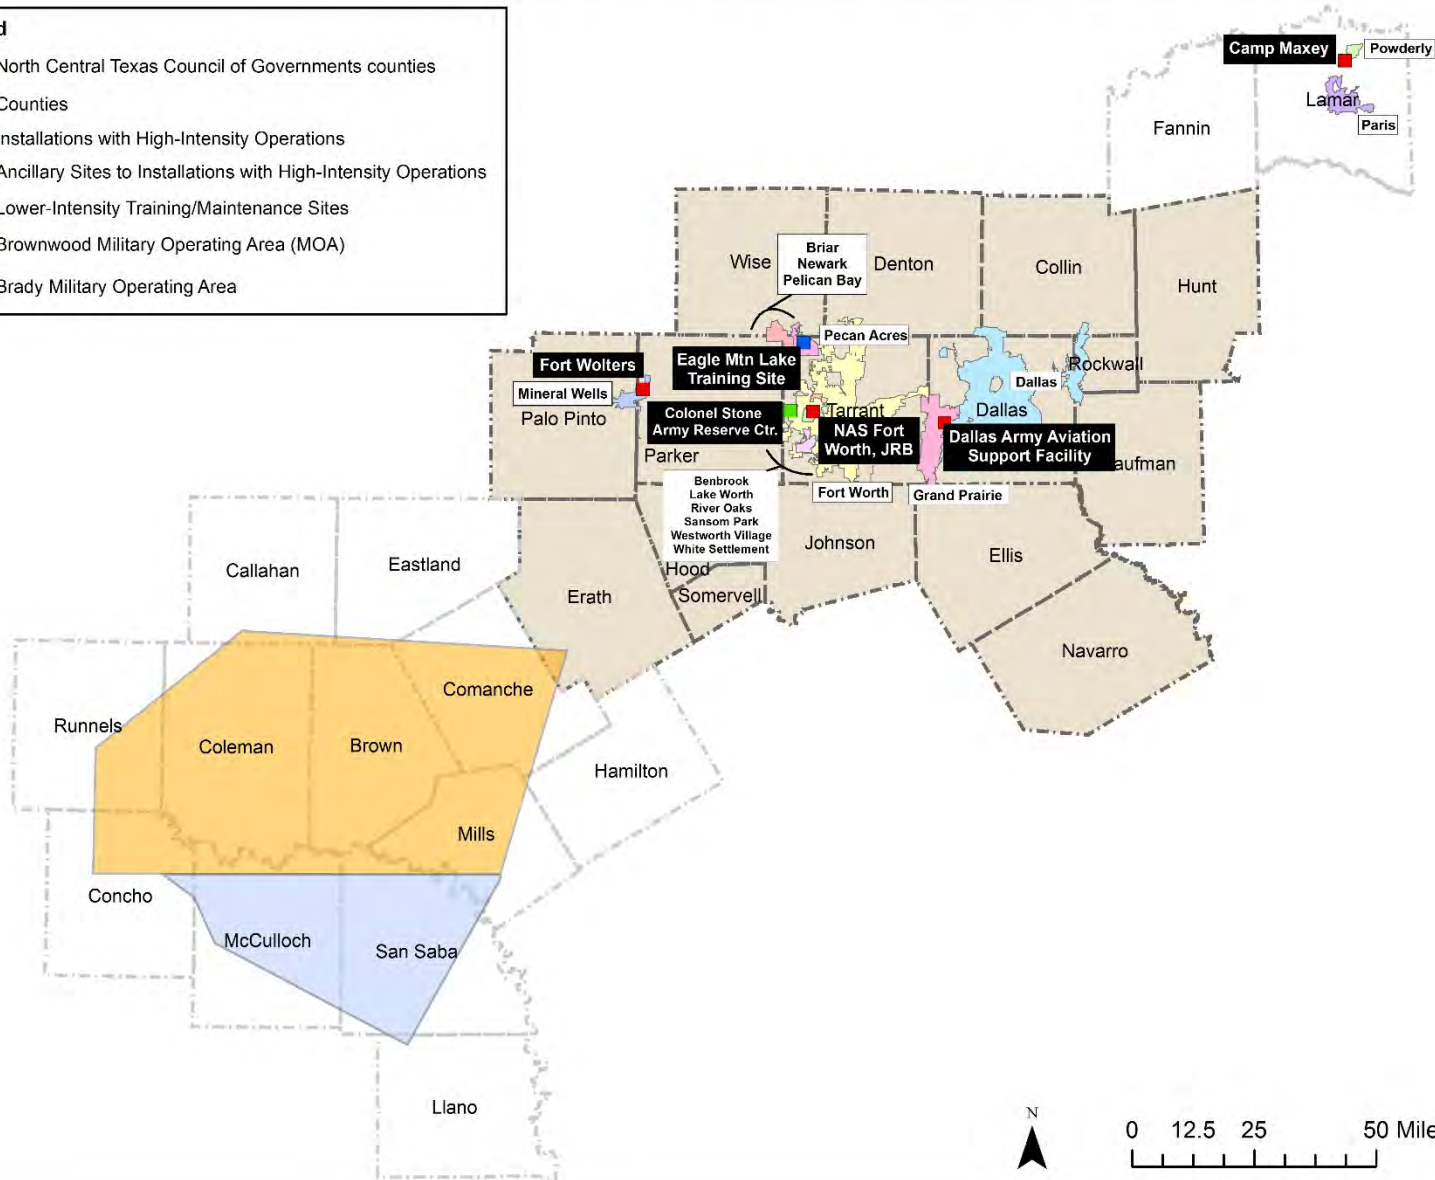 d
North Central Texas Council of Governments counties
Counties
Installations with High-Intensity Operations
Ancillary Sites to Installations with High-Intensity Operations
Lower-Intensity Training/Maintenance Sites
Brownwood Military Operating Area (MOA)
Brady Military Operating Area
Camp Maxey
Powderly
Lamar
Paris
Fannin
Wise
Briar
Newark
Pelican Bay
Denton
Collin
Hunt
Pecan Acres
Fort Wolters
Mineral Wells
Palo Pinto
Eagle Mtn Lake
Training Site
Colonel Stone
Army Reserve Ctr.
Parker
Tarrant
NAS Fort
Worth, JRB
Dallas
Dallas
Rockwall
Dallas Army Aviation
Support Facility
aufman
Benbrook
Lake Worth
River Oaks
Sansom Park
Westworth Village
White Settlement
Fort Worth
Grand Prairie
Callahan
Eastland
Erath
Hood
Somervell
Johnson
Ellis
Navarro
Runnels
Coleman
Brown
Comanche
Hamilton
Mills
Concho
McCulloch
San Saba
Llano
N
0 12.5 25 50 Mile